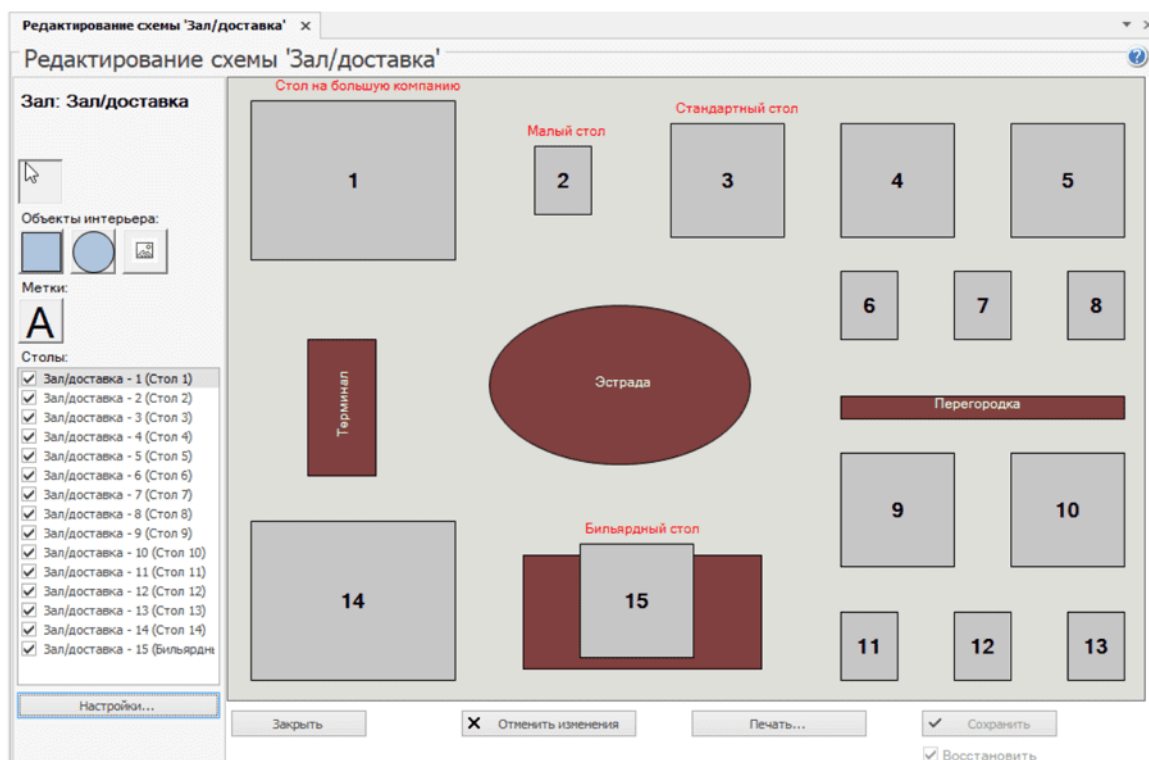 Редактирование схемы 'Зал/доставка'
Редактирование схемы 'Зал/доставка'
Зал: Зал/доставка
Объекты интерьера:
Метки:
A
Столы:
Зал/доставка - 1 (Стол 1)
Зал/доставка - 2 (Стол 2)
Зал/доставка - 3 (Стол 3)
Зал/доставка - 4 (Стол 4)
Зал/доставка - 5 (Стол 5)
Зал/доставка - 6 (Стол 6)
Зал/доставка - 7 (Стол 7)
Зал/доставка - 8 (Стол 8)
Зал/доставка - 9 (Стол 9)
Зал/доставка - 10 (Стол 10)
Зал/доставка - 11 (Стол 11)
Зал/доставка - 12 (Стол 12)
Зал/доставка - 13 (Стол 13)
Зал/доставка - 14 (Стол 14)
Зал/доставка - 15 (Бильярдны
Настройки...
Стол на большую компанию
1
Малый стол
2
Стандартный стол
3
4
5
6
7
8
Терминал
Эстрада
Перегородка
9
10
14
Бильярдный стол
15
11
12
13
Закрыть
Отменить изменения
Печать...
Сохранить
Восстановить